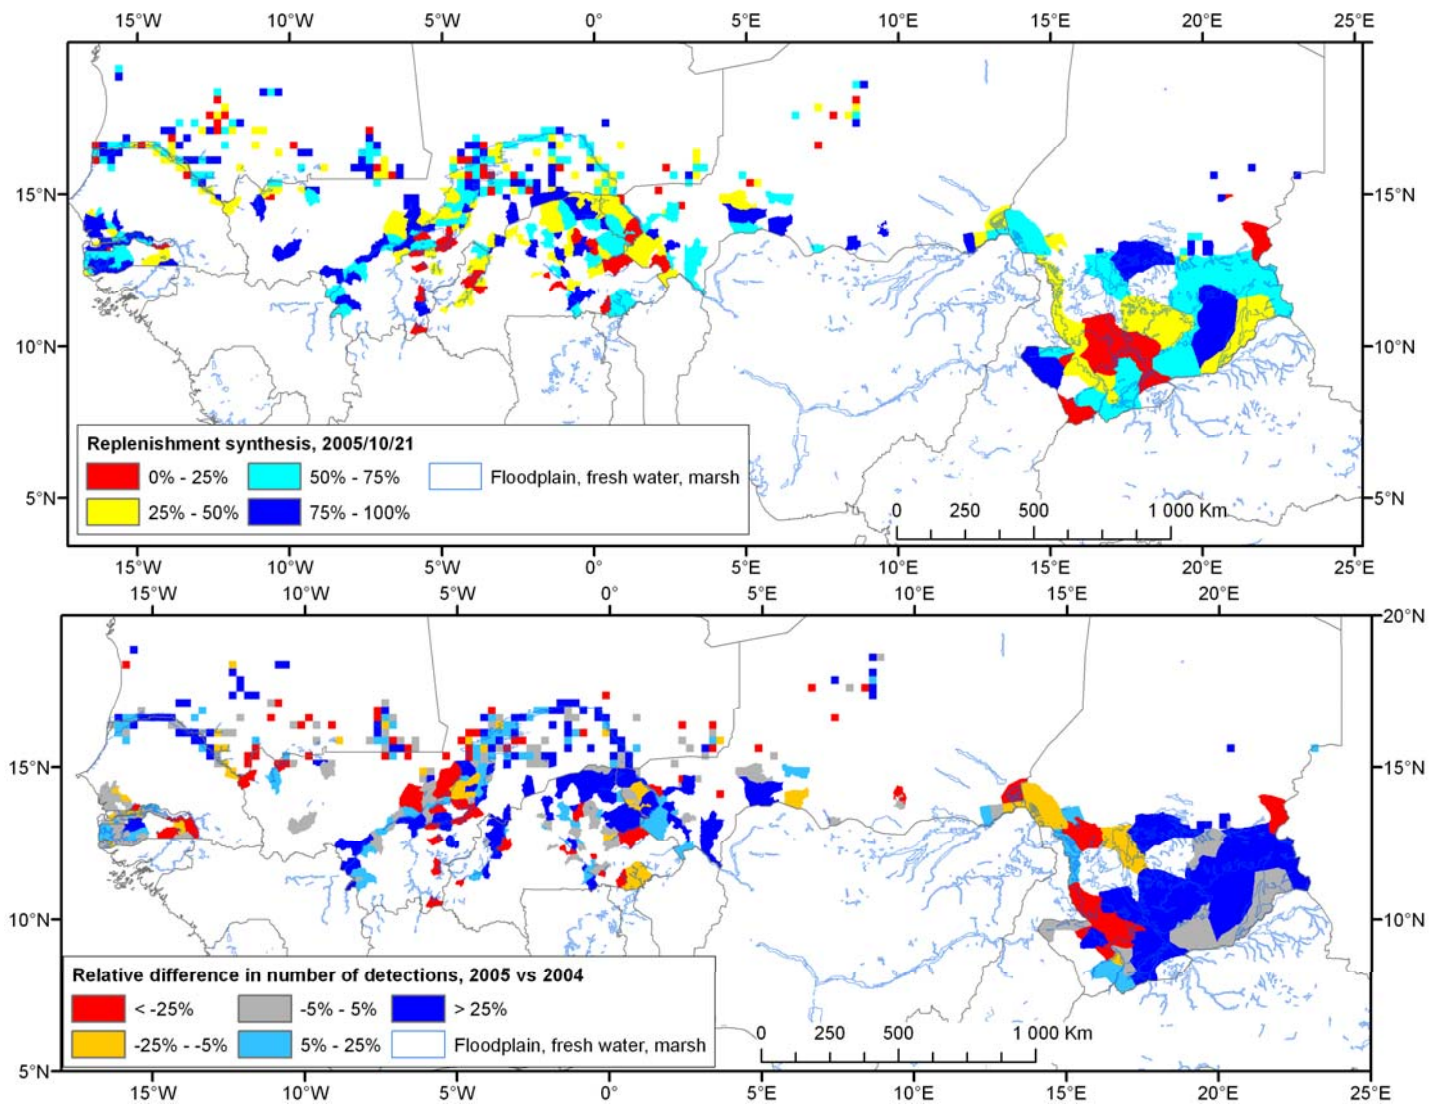 15°W 10°W 5°W 0° 5°E 10°E 15°E 20°E 25°E
15°N 15°N
10°N 10°N
5°N 5°N
Replenishment synthesis, 2005/10/21
0% - 25% 50% - 75% Floodplain, fresh water, marsh
25% - 50% 75% - 100%
0 250 500 1 000 Km
15°W 10°W 5°W 0° 5°E 10°E 15°E 20°E 25°E
15°W 10°W 5°W 0° 5°E 10°E 15°E 20°E
20°N
15°N 15°N
10°N 10°N
Relative difference in number of detections, 2005 vs 2004
< -25% -5% - 5% > 25%
-25% - -5% 5% - 25% Floodplain, fresh water, marsh
0 250 500 1 000 Km
5°N
15°W 10°W 5°W 0° 5°E 10°E 15°E 20°E 25°E